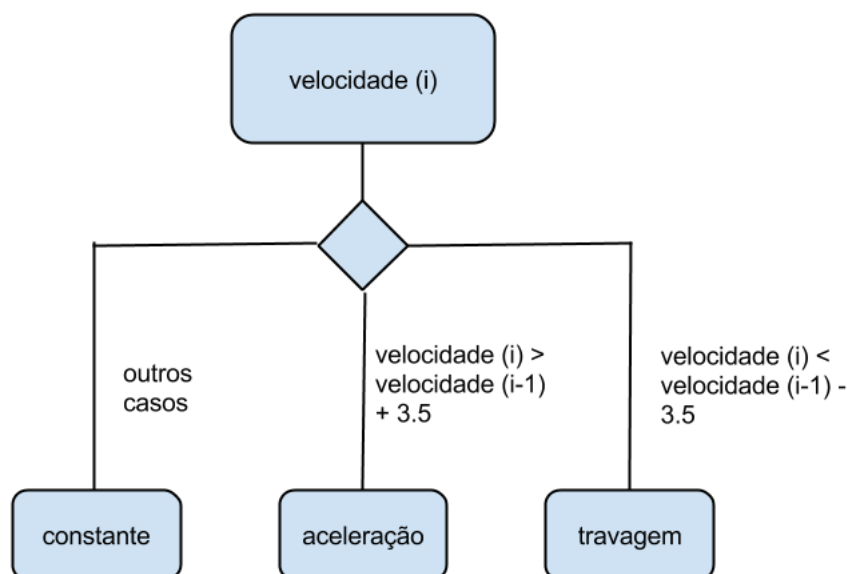 velocidade (i)
outros
casos
velocidade (i) >
velocidade (i-1)
+ 3.5
velocidade (i) <
velocidade (i-1) -
3.5
constante
aceleração
travagem